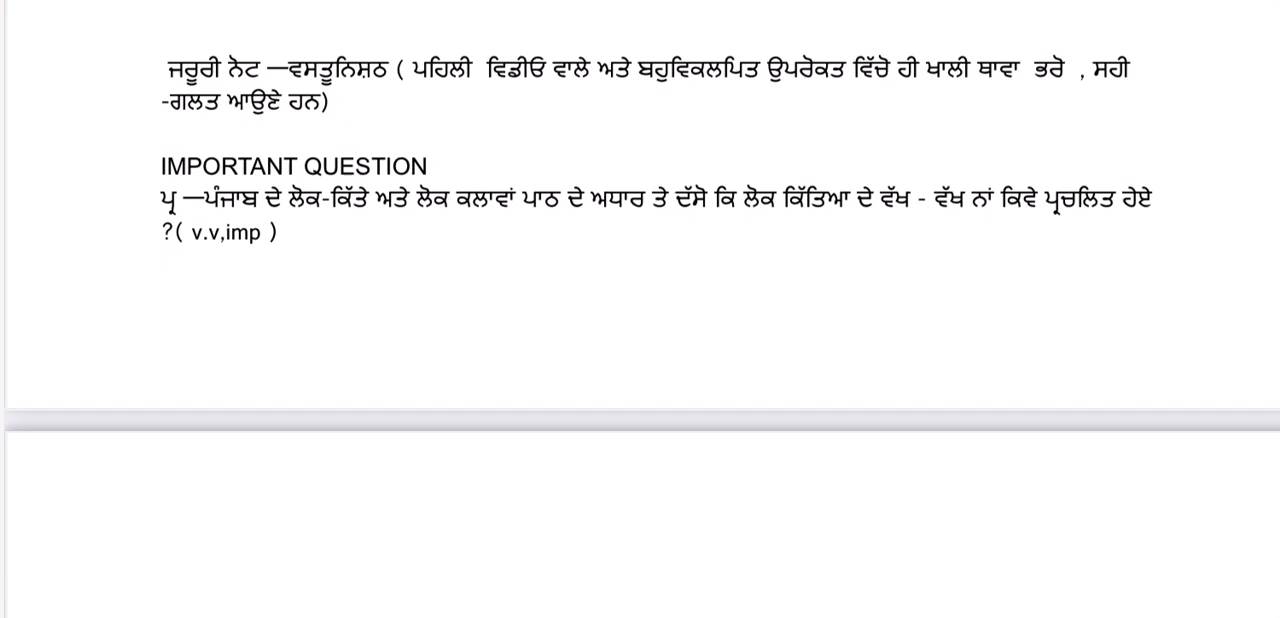 ਜਰੂਰੀ ਨੋਟ —ਵਸਤੂਨਿਸ਼ਠ ( ਪਹਿਲੀ ਵਿਡੀਓ ਵਾਲੇ ਅਤੇ ਬਹੁਵਿਕਲਪਿਤ ਉਪਰੋਕਤ ਵਿੱਚੋ ਹੀ ਖਾਲੀ ਥਾਵਾ ਭਰੋ , ਸਹੀ
-ਗਲਤ ਆਉਣੇ ਹਨ)
IMPORTANT QUESTION
ਪ੍ਰ —ਪੰਜਾਬ ਦੇ ਲੋਕ-ਕਿੱਤੇ ਅਤੇ ਲੋਕ ਕਲਾਵਾਂ ਪਾਠ ਦੇ ਅਧਾਰ ਤੇ ਦੱਸੋ ਕਿ ਲੋਕ ਕਿੱਤਿਆ ਦੇ ਵੱਖ - ਵੱਖ ਨਾਂ ਕਿਵੇ ਪ੍ਰਚਲਿਤ ਹੇਏ
?( v.v,imp )